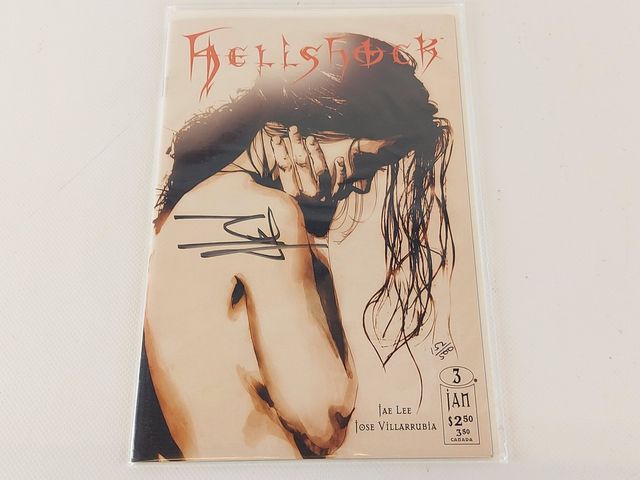 HELLSHOCK
JAE LEE
JOSE VILLARRUBIA
3
JAN
$2.50
3.50
CANADA